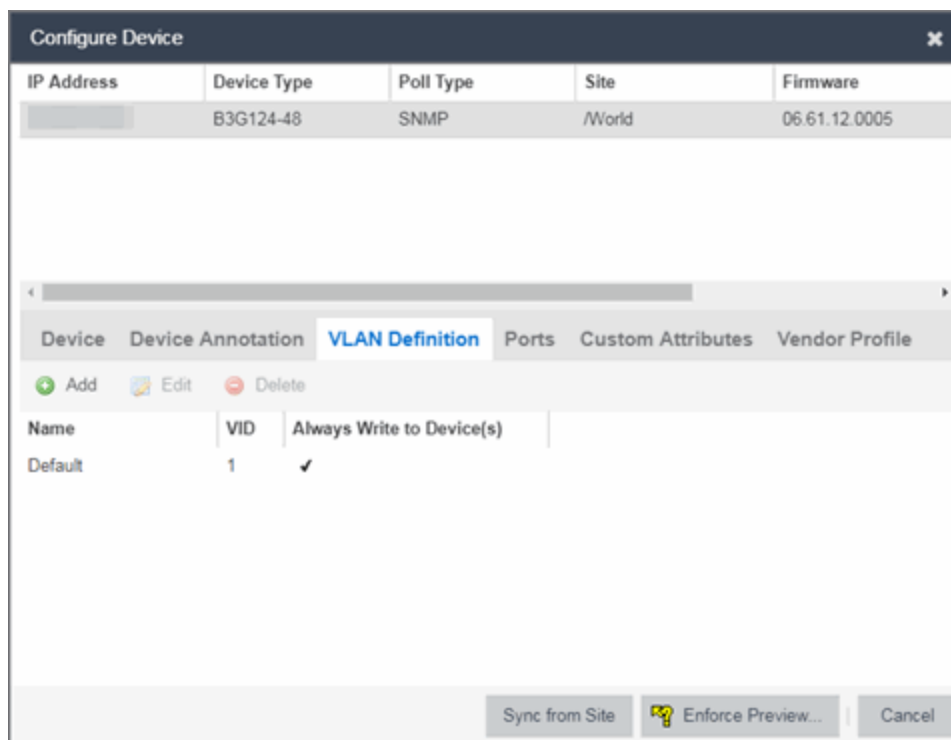 Configure Device
IP Address Device Type Poll Type Site Firmware
B3G124-48 SNMP /World 06.61.12.0005
Device Device Annotation VLAN Definition Ports Custom Attributes Vendor Profile
Add Edit Delete
Name VID Always Write to Device(s)
Default 1 ✔
Sync from Site Enforce Preview... Cancel